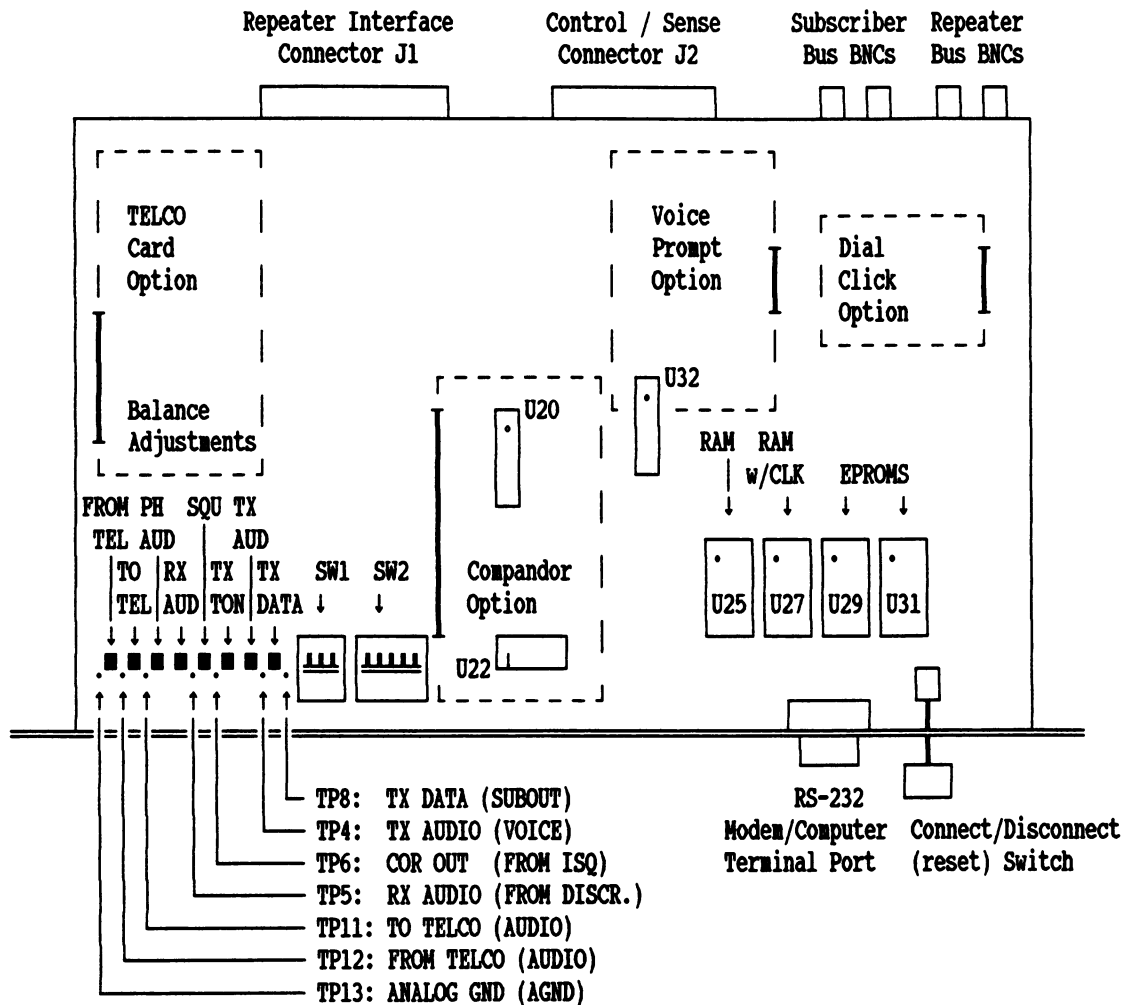 Repeater Interface
Connector J1
Control / Sense
Connector J2
Subscriber
Bus BNCs
Repeater
Bus BNCs
TELCO
Card
Option
Balance
Adjustments
Voice
Prompt
Option
Dial
Click
Option
U32
U20
RAM RAM
w/CLK EPROMS
FROM PH SQU TX
TEL AUD AUD
TO RX TX TX
TEL AUD TON DATA
SW1 SW2
Compandor
Option
U25 U27 U29 U31
U22
TP8: TX DATA (SUBOUT)
TP4: TX AUDIO (VOICE)
TP6: COR OUT (FROM ISQ)
TP5: RX AUDIO (FROM DISCR.)
TP11: TO TELCO (AUDIO)
TP12: FROM TELCO (AUDIO)
TP13: ANALOG GND (AGND)
RS-232
Modem/Computer
Terminal Port
Connect/Disconnect
(reset) Switch